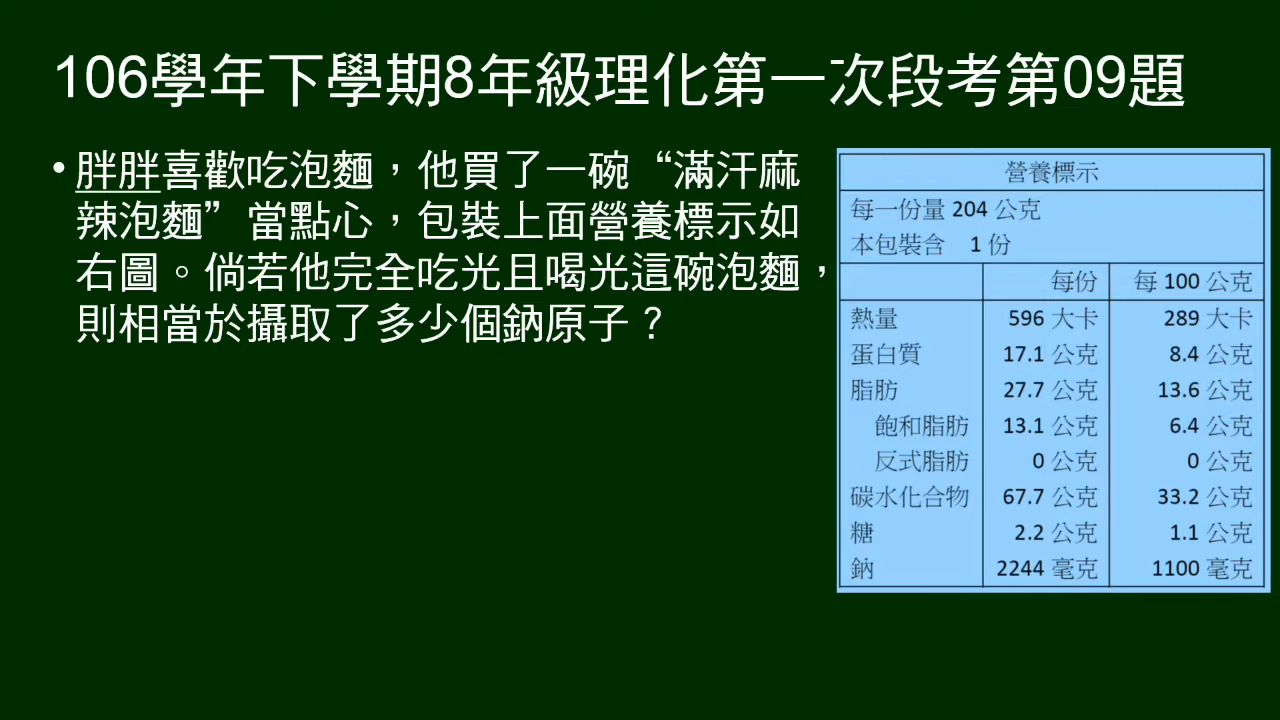 106學年下學期8年級理化第一次段考第09題
• 胖胖喜歡吃泡麵，他買了一碗“滿汗麻
辣泡麵”當點心，包裝上面營養標示如
右圖。倘若他完全吃光且喝光這碗泡麵，
則相當於攝取了多少個鈉原子？
營養標示
每一份量 204 公克
本包裝含 1 份
每份 每 100 公克
熱量 596 大卡 289 大卡
蛋白質 17.1 公克 8.4 公克
脂肪 27.7 公克 13.6 公克
飽和脂肪 13.1 公克 6.4 公克
反式脂肪 0 公克 0 公克
碳水化合物 67.7 公克 33.2 公克
糖 2.2 公克 1.1 公克
鈉 2244 毫克 1100 毫克